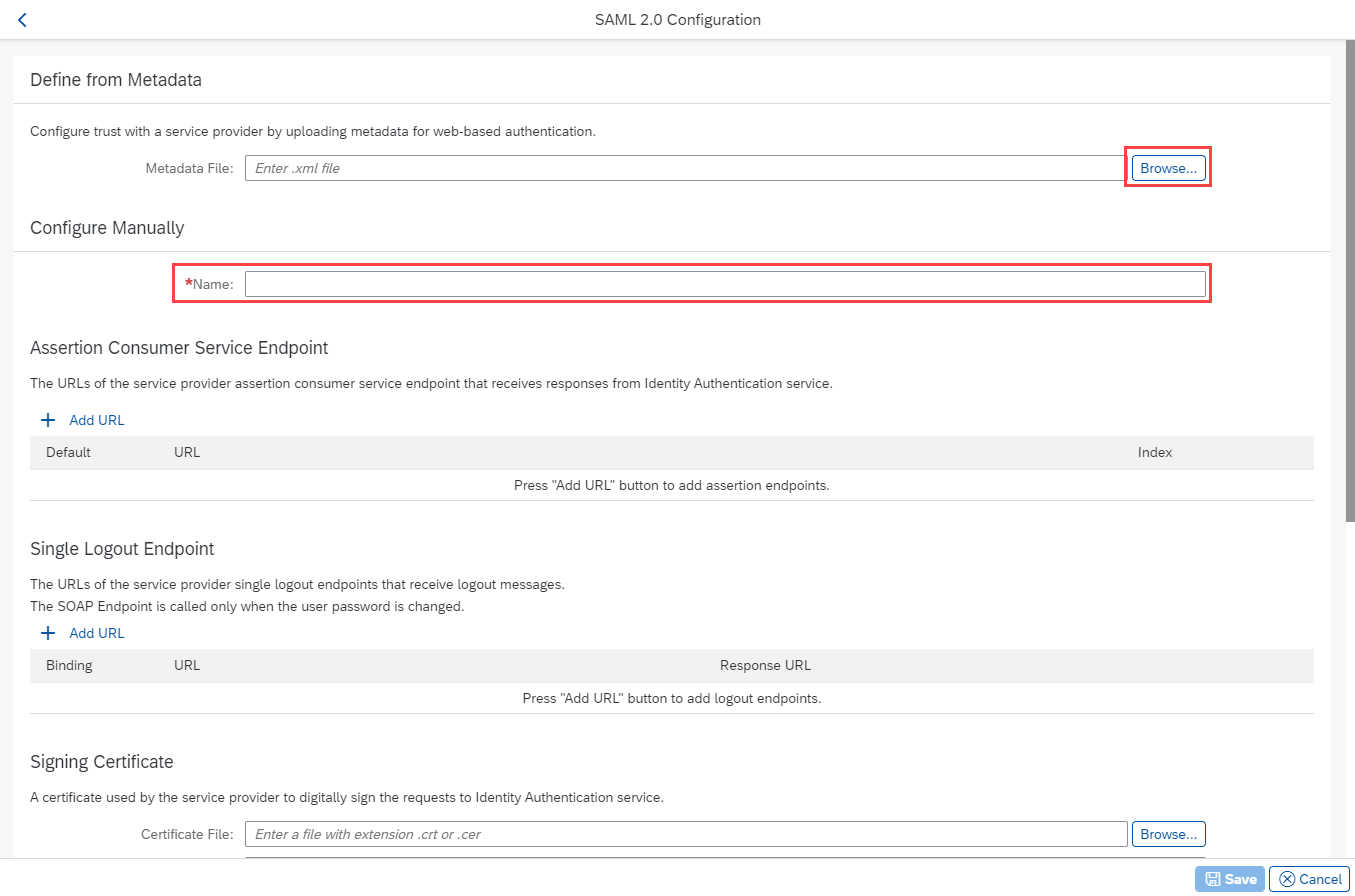 SAML 2.0 Configuration
Define from Metadata
Configure trust with a service provider by uploading metadata for web-based authentication.
Metadata File: Enter .xml file Browse...
Configure Manually
*Name:
Assertion Consumer Service Endpoint
The URLs of the service provider assertion consumer service endpoint that receives responses from Identity Authentication service.
Add URL
Default URL Index
Press "Add URL" button to add assertion endpoints.
Single Logout Endpoint
The URLs of the service provider single logout endpoints that receive logout messages.
The SOAP Endpoint is called only when the user password is changed.
Add URL
Binding URL Response URL
Press "Add URL" button to add logout endpoints.
Signing Certificate
A certificate used by the service provider to digitally sign the requests to Identity Authentication service.
Certificate File: Enter a file with extension .crt or .cer Browse...
Save Cancel